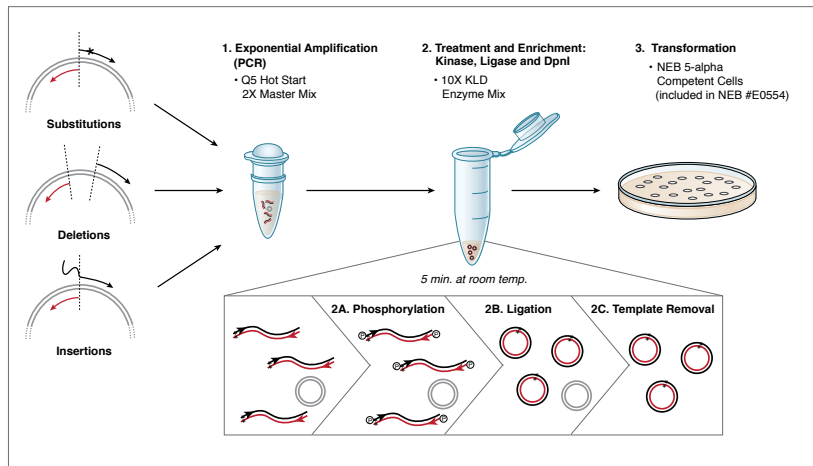 Substitutions
Deletions
Insertions
1. Exponential Amplification
(PCR)
• Q5 Hot Start
2X Master Mix
2. Treatment and Enrichment:
Kinase, Ligase and DpnI
• 10X KLD
Enzyme Mix
3. Transformation
• NEB 5-alpha
Competent Cells
(included in NEB #E0554)
5 min. at room temp.
2A. Phosphorylation
2B. Ligation
2C. Template Removal
P
P
P
P
P
P